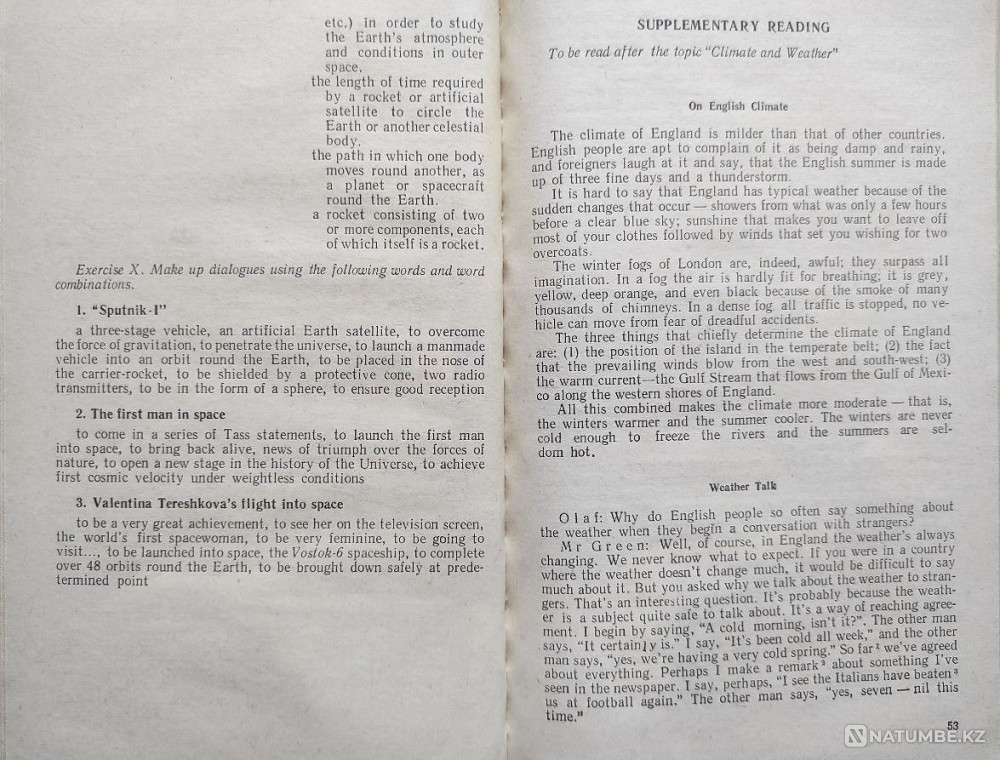 etc.) in order to study
the Earth's atmosphere
and conditions in outer
space.
the length of time required
by a rocket or artificial
satellite to circle the
Earth or another celestial
body.
the path in which one body
moves round another, as
a planet or spacecraft
round the Earth.
a rocket consisting of two
or more components, each
of which itself is a rocket.
Exercise X. Make up dialogues using the following words and word
combinations.
1. "Sputnik-I"
a three-stage vehicle, an artificial Earth satellite, to overcome
the force of gravitation, to penetrate the universe, to launch a manmade
vehicle into an orbit round the Earth, to be placed in the nose of
the carrier-rocket, to be shielded by a protective cone, two radio
transmitters, to be in the form of a sphere, to ensure good reception
2. The first man in space
to come in a series of Tass statements, to launch the first man
into space, to bring back alive, news of triumph over the forces of
nature, to open a new stage in the history of the Universe, to achieve
first cosmic velocity under weightless conditions
3. Valentina Tereshkova's flight into space
to be a very great achievement, to see her on the television screen,
the world's first spacewoman, to be very feminine, to be going to
visit..., to be launched into space, the Vostok-6 spaceship, to complete
over 48 orbits round the Earth, to be brought down safely at prede-
termined point
SUPPLEMENTARY READING
To be read after the topic "Climate and Weather"
On English Climate
The climate of England is milder than that of other countries.
English people are apt to complain of it as being damp and rainy,
and foreigners laugh at it and say, that the English summer is made
up of three fine days and a thunderstorm.
It is hard to say that England has typical weather because of the
sudden changes that occur — showers from what was only a few hours
before a clear blue sky; sunshine that makes you want to leave off
most of your clothes followed by winds that set you wishing for two
overcoats.
The winter fogs of London are, indeed, awful; they surpass all
imagination. In a fog the air is hardly fit for breathing; it is grey,
yellow, deep orange, and even black because of the smoke of many
thousands of chimneys. In a dense fog all traffic is stopped, no ve-
hicle can move from fear of dreadful accidents.
The three things that chiefly determine the climate of England
are: (1) the position of the island in the temperate belt; (2) the fact
that the prevailing winds blow from the west and south-west; (3)
the warm current—the Gulf Stream that flows from the Gulf of Mexi-
co along the western shores of England.
All this combined makes the climate more moderate — that is,
the winters warmer and the summer cooler. The winters are never
cold enough to freeze the rivers and the summers are sel-
dom hot.
Weather Talk
Olaf: Why do English people so often say something about
the weather when they begin a conversation with strangers?
Mr Green: Well, of course, in England the weather's always
changing. We never know what to expect. If you were in a country
where the weather doesn't change much, it would be difficult to say
much about it. But you asked why we talk about the weather to stran-
gers. That's an interesting question. It's probably because the weath-
er is a subject quite safe to talk about. It's a way of reaching agree-
ment. I begin by saying, "A cold morning, isn't it?". The other man
says, "It certainly is." I say, "It's been cold all week," and the other
man says, "yes, we're having a very cold spring." So far¹ we've agreed
about everything. Perhaps I make a remark² about something I've
seen in the newspaper. I say, perhaps, "I see the Italians have beaten³
us at football again." The other man says, "yes, seven — nil this
time."
53
NATUMBE.KZ